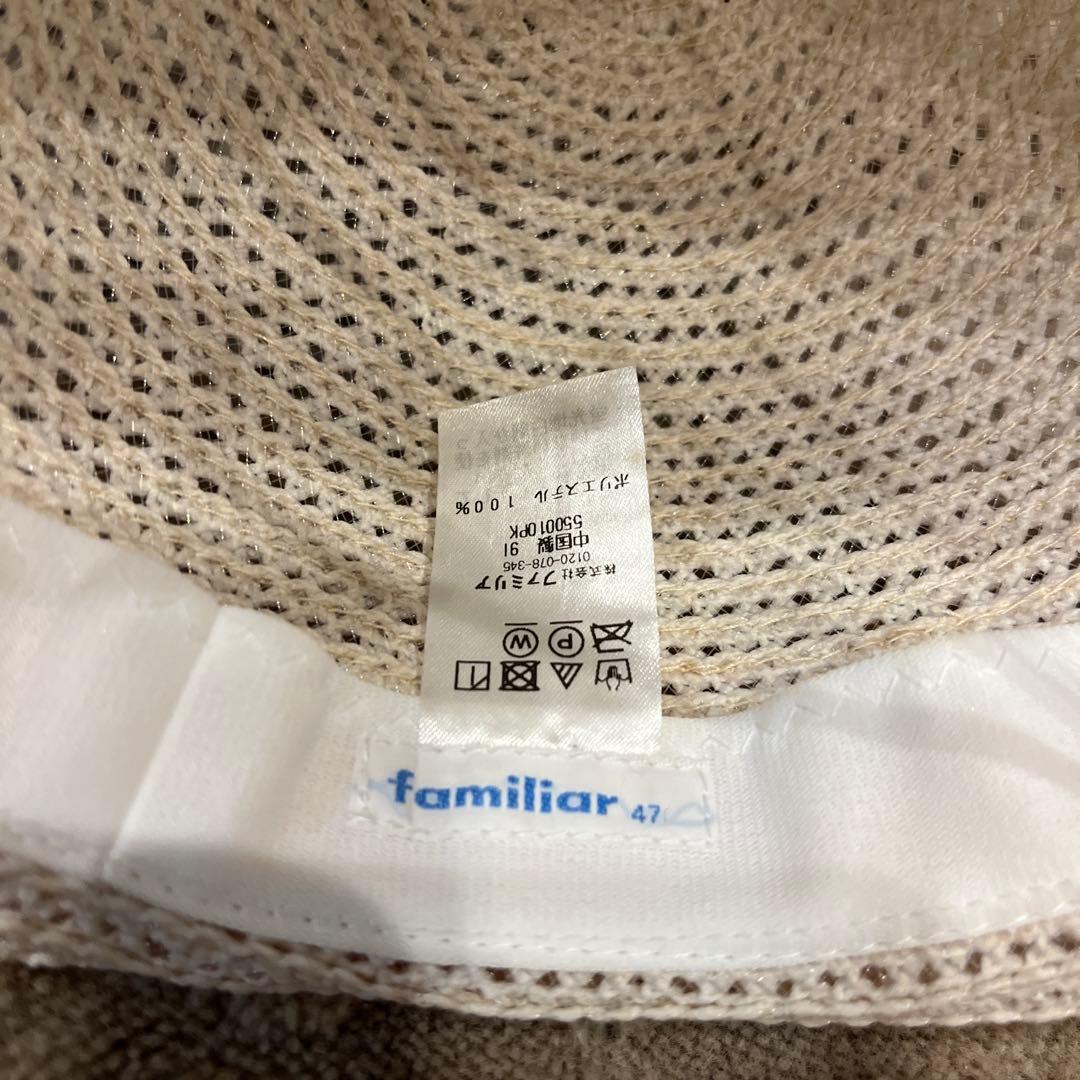 ポリエステル 100%
550010PK
中国製 91
0120-078-345
株式会社 ファミリア
W P
familiar 47